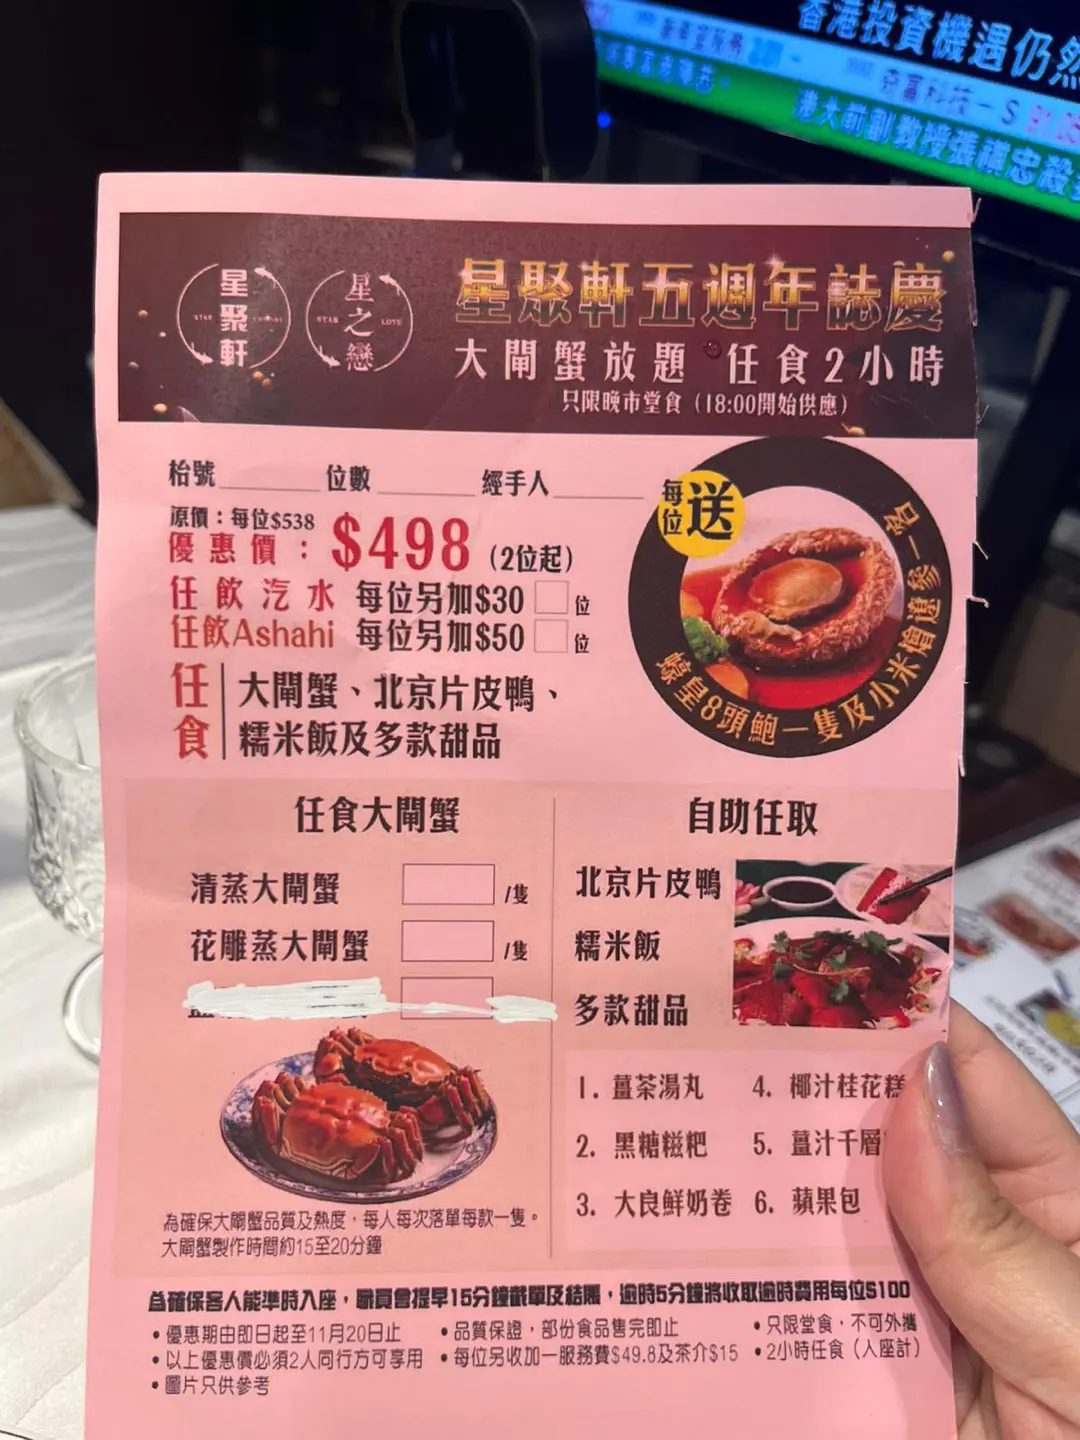 香港投資機遇仍然
港大前副教授張祺忠殺
星聚軒
STAR
星之戀
STAR LOVE
星聚軒五週年誌慶
大閘蟹放題 任食2小時
只限晚市堂食（18:00開始供應）
枱號 位數 經手人
原價：每位$538
優惠價：$498（2位起）
任飲汽水 每位另加$30 位
任飲Ashahi 每位另加$50 位
任食
大閘蟹、北京片皮鴨、
糯米飯及多款甜品
每位送
蠔皇8頭鮑一隻及小米燴遼參一客
任食大閘蟹
清蒸大閘蟹 /隻
花雕蒸大閘蟹 /隻
為確保大閘蟹品質及熱度，每人每次落單每款一隻。
大閘蟹製作時間約15至20分鐘
自助任取
北京片皮鴨
糯米飯
多款甜品
1. 薑茶湯丸
2. 黑糖糍粑
3. 大良鮮奶卷
4. 椰汁桂花糕
5. 薑汁千層
6. 蘋果包
為確保客人能準時入座，職員會提早15分鐘截單及結賬，逾時5分鐘將收取逾時費用每位$100
• 優惠期由即日起至11月20日止
• 以上優惠價必須2人同行方可享用
• 圖片只供參考
• 品質保證，部份食品售完即止
• 每位另收加一服務費$49.8及茶介$15
• 只限堂食，不可外攜
• 2小時任食（入座計）